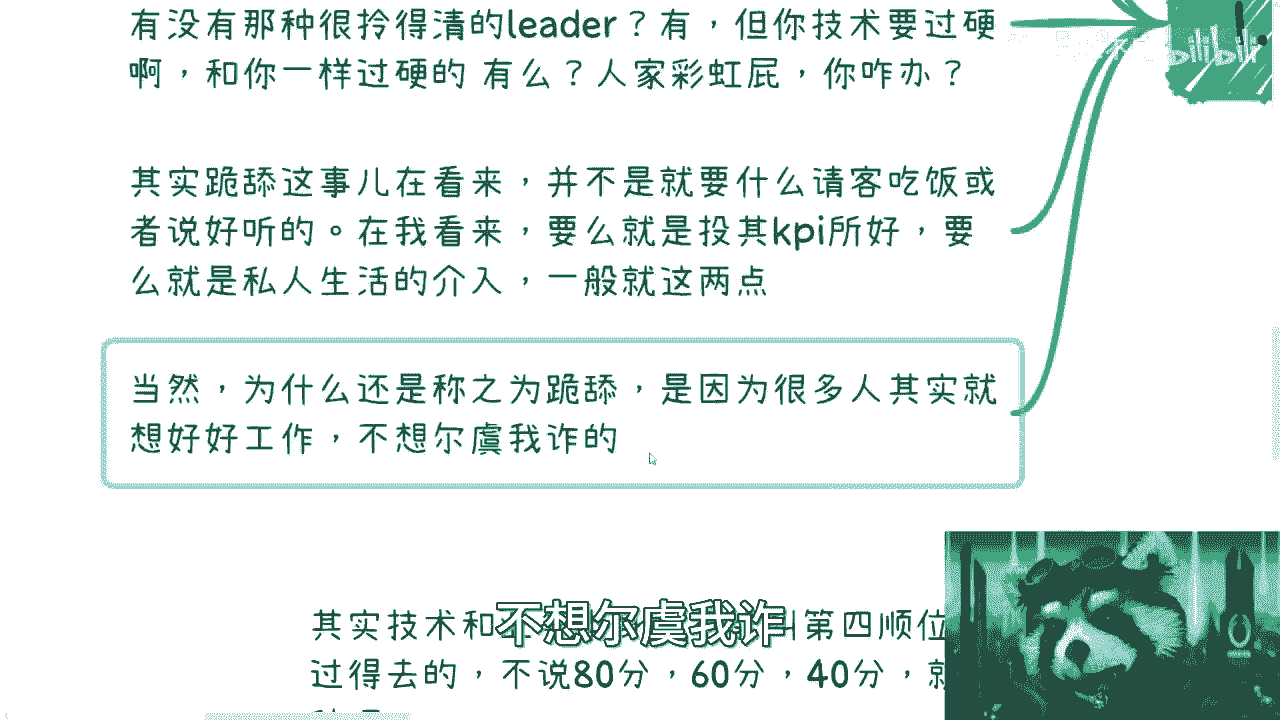 有没有那种很拎得清的leader？有，但你技术要过硬
啊，和你一样过硬的 有么？人家彩虹屁，你咋办？
bilibili
其实跪舔这事儿在看来，并不是就要什么请客吃饭或
者说好听的。在我看来，要么就是投其kpi所好，要
么就是私人生活的介入，一般就这两点
当然，为什么还是称之为跪舔，是因为很多人其实就
想好好工作，不想尔虞我诈的
其实技术和
叫第四顺位
不想尔虞我诈
过得去的，不说80分，60分，40分，就